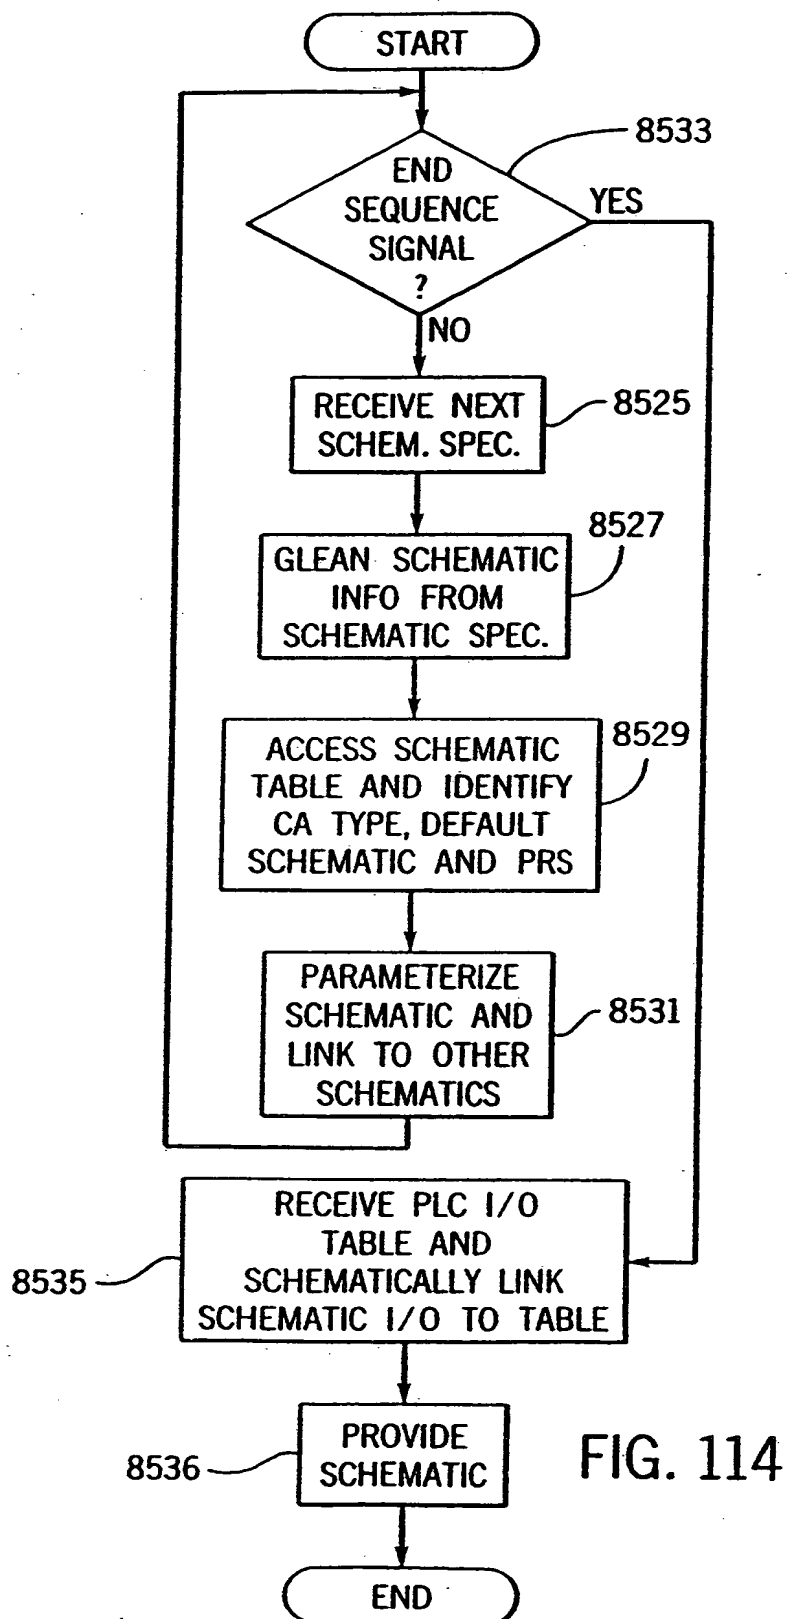 START
8533
END
SEQUENCE
SIGNAL
?
YES
NO
RECEIVE NEXT
SCHEM. SPEC.
8525
8527
GLEAN SCHEMATIC
INFO FROM
SCHEMATIC SPEC.
8529
ACCESS SCHEMATIC
TABLE AND IDENTIFY
CA TYPE, DEFAULT
SCHEMATIC AND PRS
PARAMETERIZE
SCHEMATIC AND
LINK TO OTHER
SCHEMATICS
8531
RECEIVE PLC I/O
TABLE AND
SCHEMATICALLY LINK
SCHEMATIC I/O TO TABLE
8535
PROVIDE
SCHEMATIC
8536
FIG. 114
END